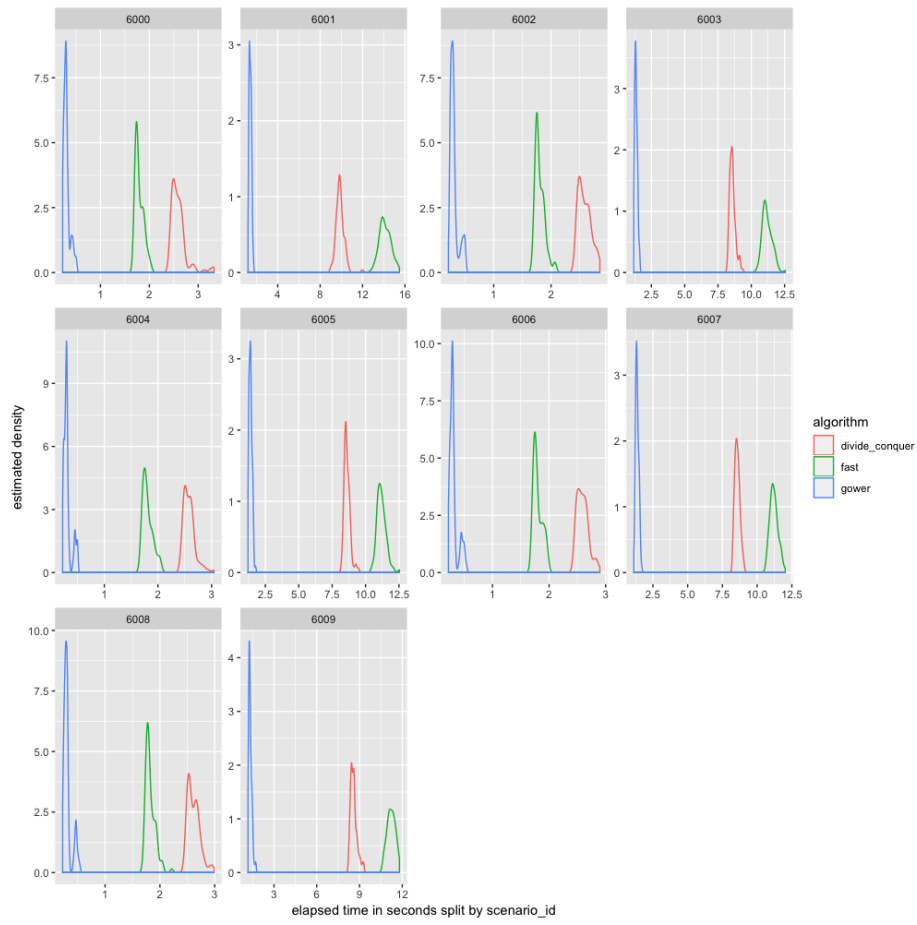 6000 6001 6002 6003
7.5 5.0 2.5 0.0
3 2 1 0
7.5 5.0 2.5 0.0
3 2 1 0
1 2 3
4 8 12 16
1 2
2.5 5.0 7.5 10.0 12.5
6004 6005 6006 6007
9 6 3 0
3 2 1 0
10.0 7.5 5.0 2.5 0.0
3 2 1 0
1 2 3
2.5 5.0 7.5 10.0 12.5
1 2
2.5 5.0 7.5 10.0 12.5
estimated density
algorithm
divide_conquer
fast
gower
6008 6009
10.0 7.5 5.0 2.5 0.0
4 3 2 1 0
1 2 3
3 6 9 12
elapsed time in seconds split by scenario_id